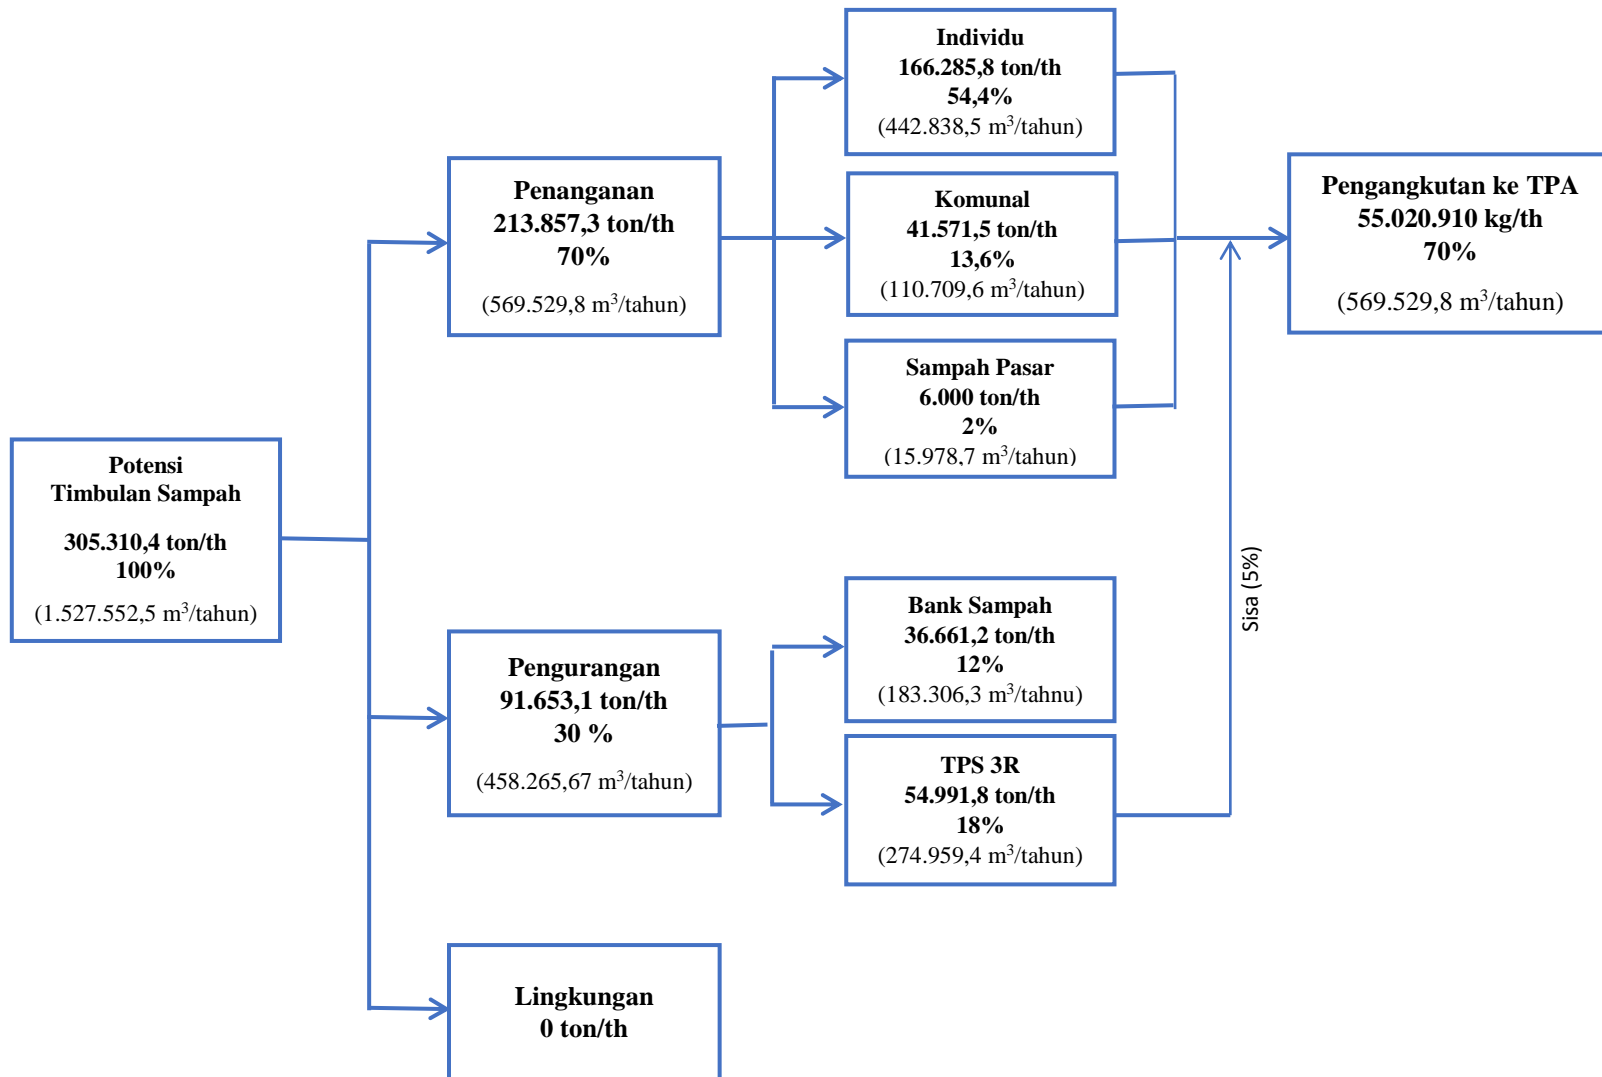 Potensi
Timbulan Sampah
305.310,4 ton/th
100%
(1.527.552,5 m³/tahun)
Penanganan
213.857,3 ton/th
70%
(569.529,8 m³/tahun)
Pengurangan
91.653,1 ton/th
30 %
(458.265,67 m³/tahun)
Lingkungan
0 ton/th
Individu
166.285,8 ton/th
54,4%
(442.838,5 m³/tahun)
Komunal
41.571,5 ton/th
13,6%
(110.709,6 m³/tahun)
Sampah Pasar
6.000 ton/th
2%
(15.978,7 m³/tahun)
Bank Sampah
36.661,2 ton/th
12%
(183.306,3 m³/tahnu)
TPS 3R
54.991,8 ton/th
18%
(274.959,4 m³/tahun)
Sisa (5%)
Pengangkutan ke TPA
55.020.910 kg/th
70%
(569.529,8 m³/tahun)